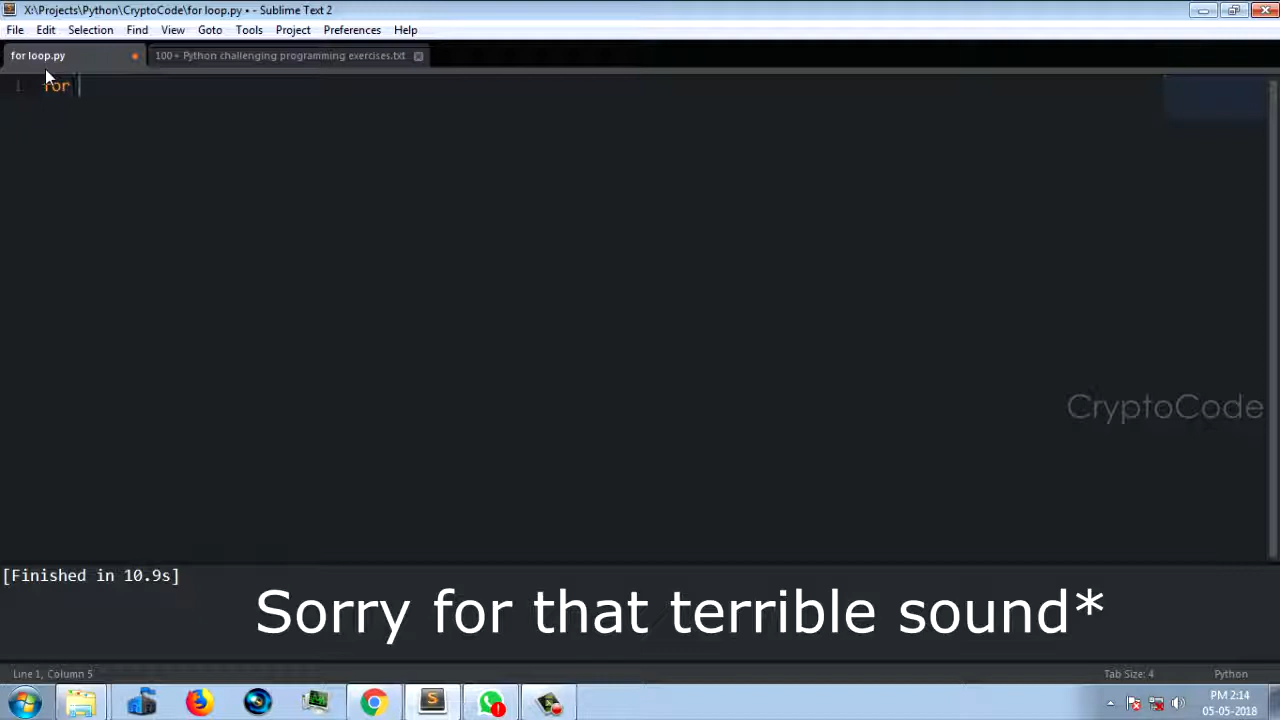 X:\Projects\Python\CryptoCode\for loop.py • - Sublime Text 2
File Edit Selection View Find Goto Tools Project Preferences Help
for loop.py
100+ Python challenging programming exercises.txt
1 for
CryptoCode
[Finished in 10.9s]
Sorry for that terrible sound*
Line 1, Column 5
Tab Size: 4
Python
PM 2:14
05-05-2018